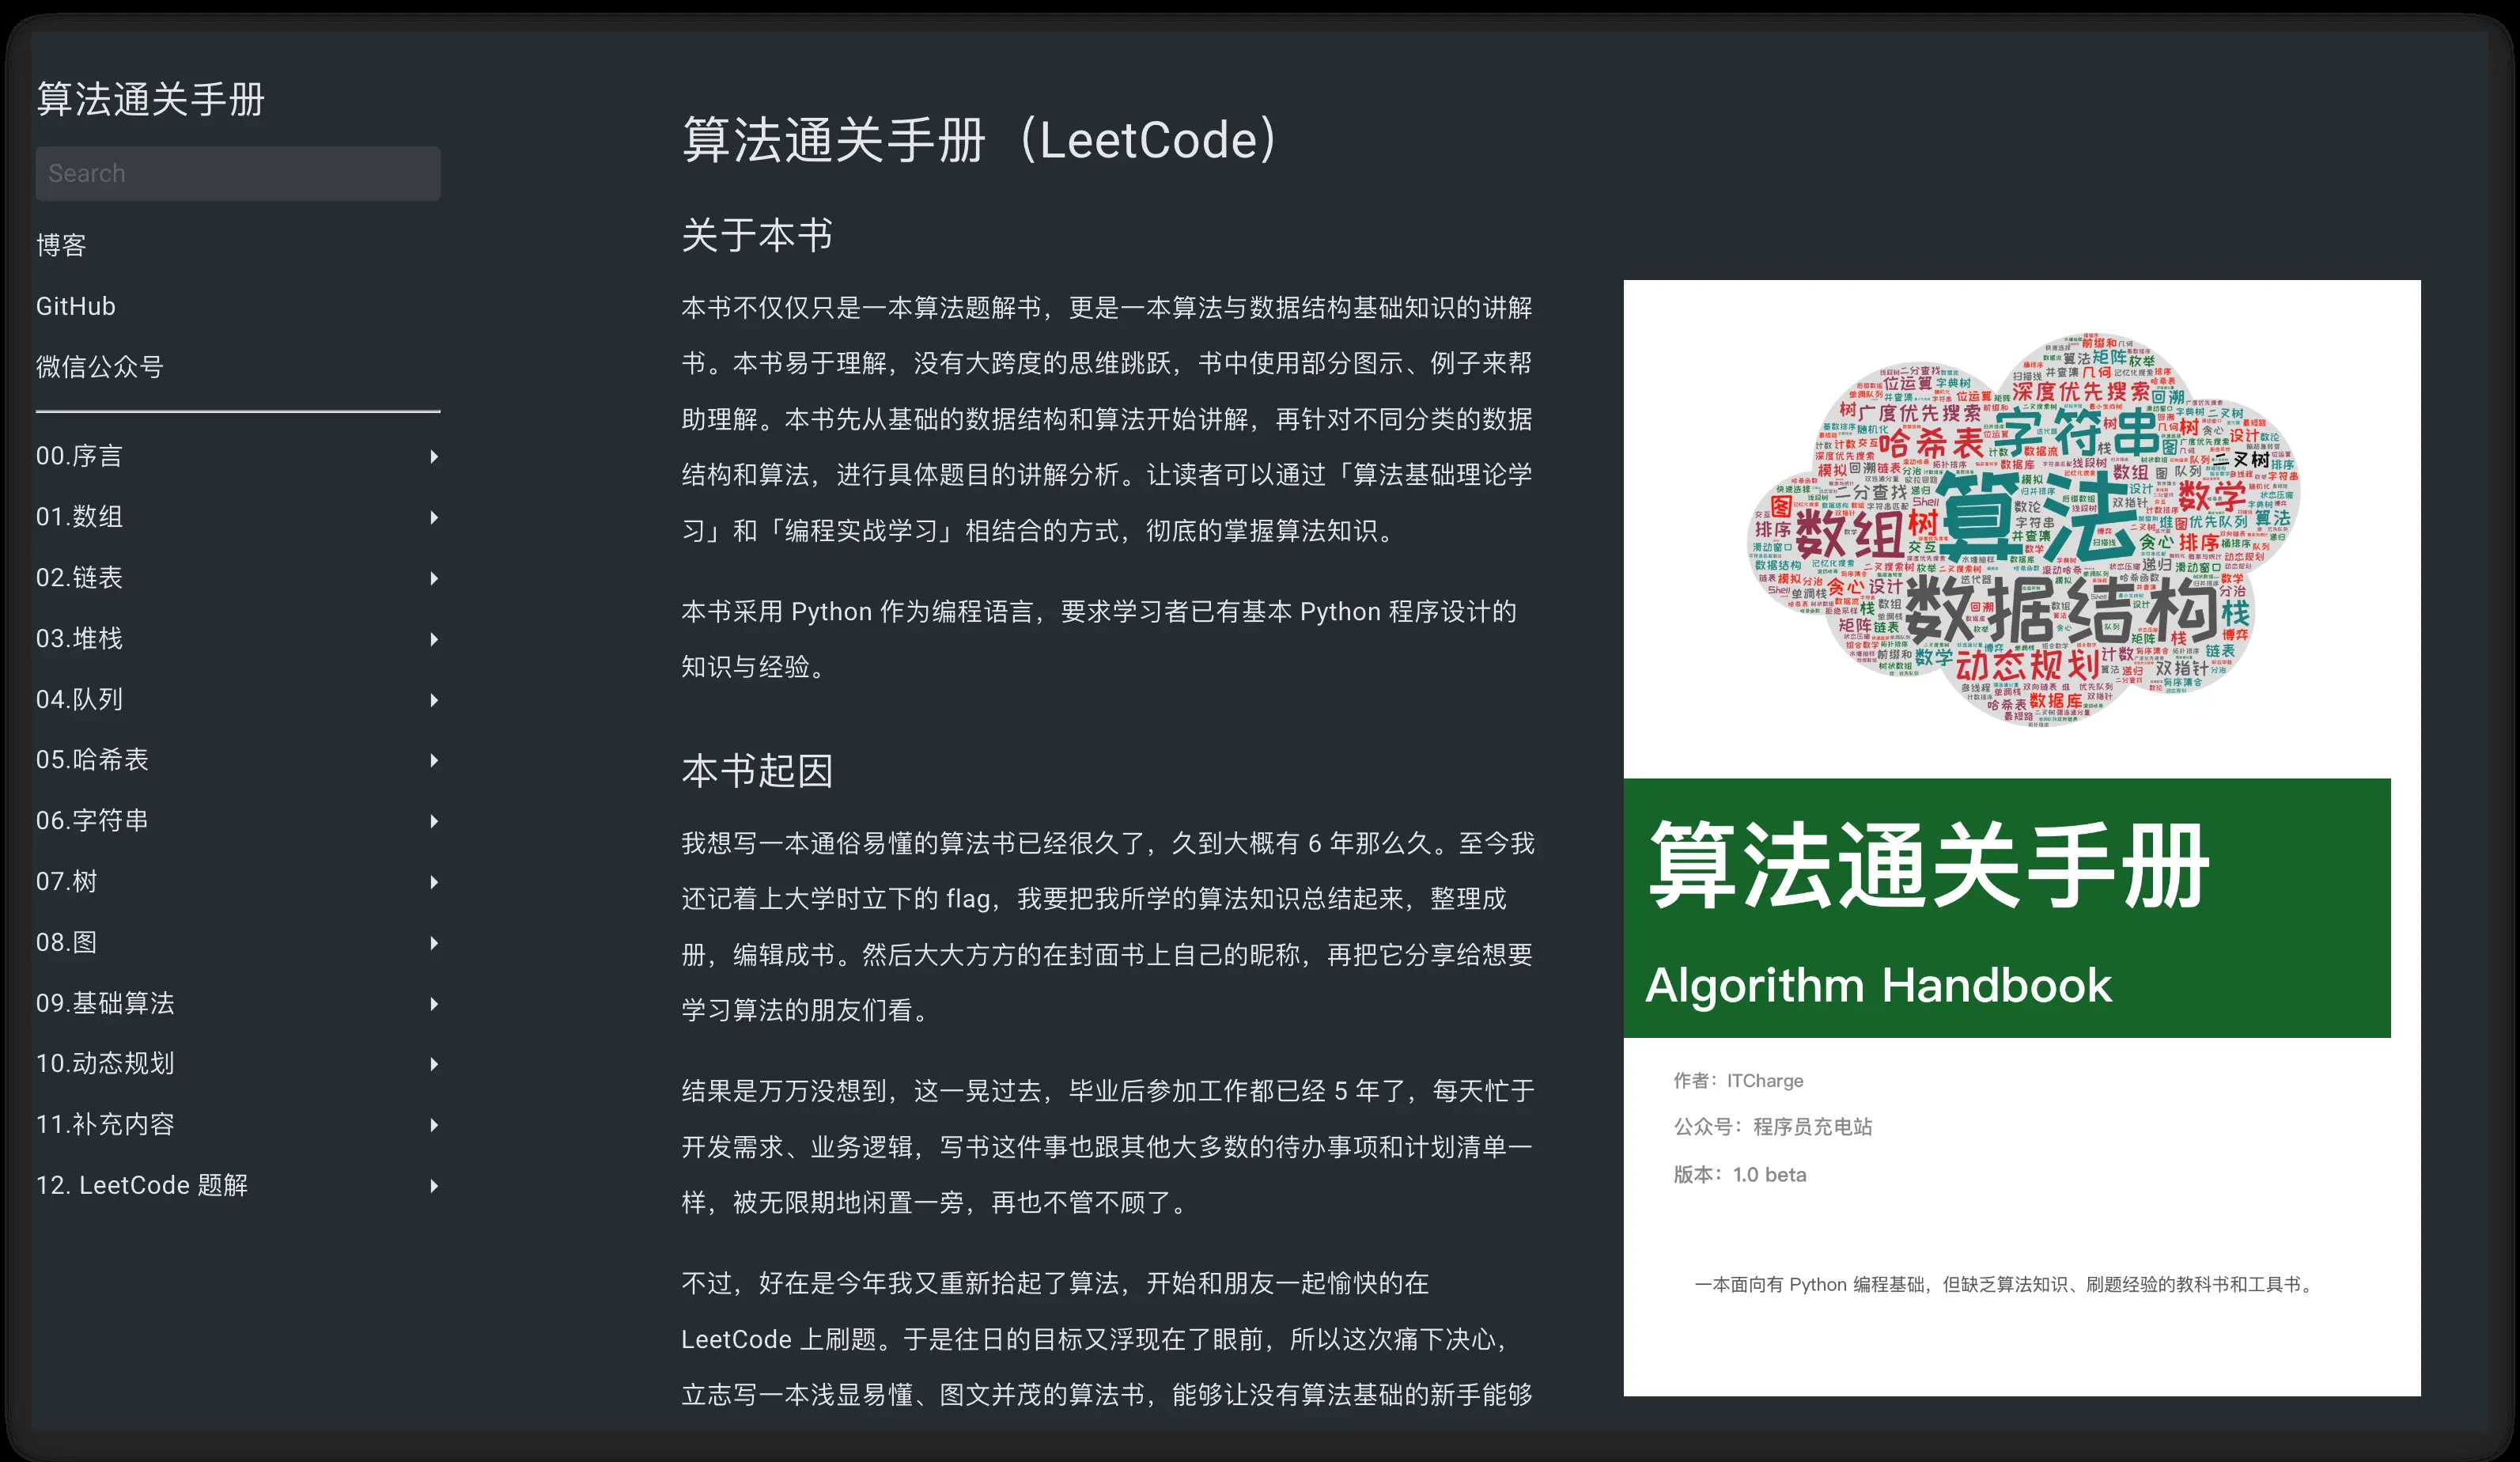 算法通关手册
Search
博客
GitHub
微信公众号
00.序言
01.数组
02.链表
03.堆栈
04.队列
05.哈希表
06.字符串
07.树
08.图
09.基础算法
10.动态规划
11.补充内容
12. LeetCode 题解
算法通关手册（LeetCode）
关于本书
本书不仅仅只是一本算法题解书，更是一本算法与数据结构基础知识的讲解
书。本书易于理解，没有大跨度的思维跳跃，书中使用部分图示、例子来帮
助理解。本书先从基础的数据结构和算法开始讲解，再针对不同分类的数据
结构和算法，进行具体题目的讲解分析。让读者可以通过「算法基础理论学
习」和「编程实战学习」相结合的方式，彻底的掌握算法知识。
本书采用 Python 作为编程语言，要求学习者已有基本 Python 程序设计的
知识与经验。
本书起因
我想写一本通俗易懂的算法书已经很久了，久到大概有 6 年那么久。至今我
还记着上大学时立下的 flag，我要把我所学的算法知识总结起来，整理成
册，编辑成书。然后大大方方的在封面书上自己的昵称，再把它分享给想要
学习算法的朋友们看。
结果是万万没想到，这一晃过去，毕业后参加工作都已经 5 年了，每天忙于
开发需求、业务逻辑，写书这件事也跟其他大多数的待办事项和计划清单一
样，被无限期地闲置一旁，再也不管不顾了。
不过，好在是今年我又重新拾起了算法，开始和朋友一起愉快的在
LeetCode 上刷题。于是往日的目标又浮现在了眼前，所以这次痛下决心，
立志写一本浅显易懂、图文并茂的算法书，能够让没有算法基础的新手能够
深度优先搜索
广度优先搜索
字符串
哈希表
二叉树
二分查找
算法
数学
数组
树
排序
贪心
设计
数据结构
栈
动态规划
双指针
数据库
算法通关手册
Algorithm Handbook
作者：ITCharge
公众号：程序员充电站
版本：1.0 beta
一本面向有 Python 编程基础，但缺乏算法知识、刷题经验的教科书和工具书。